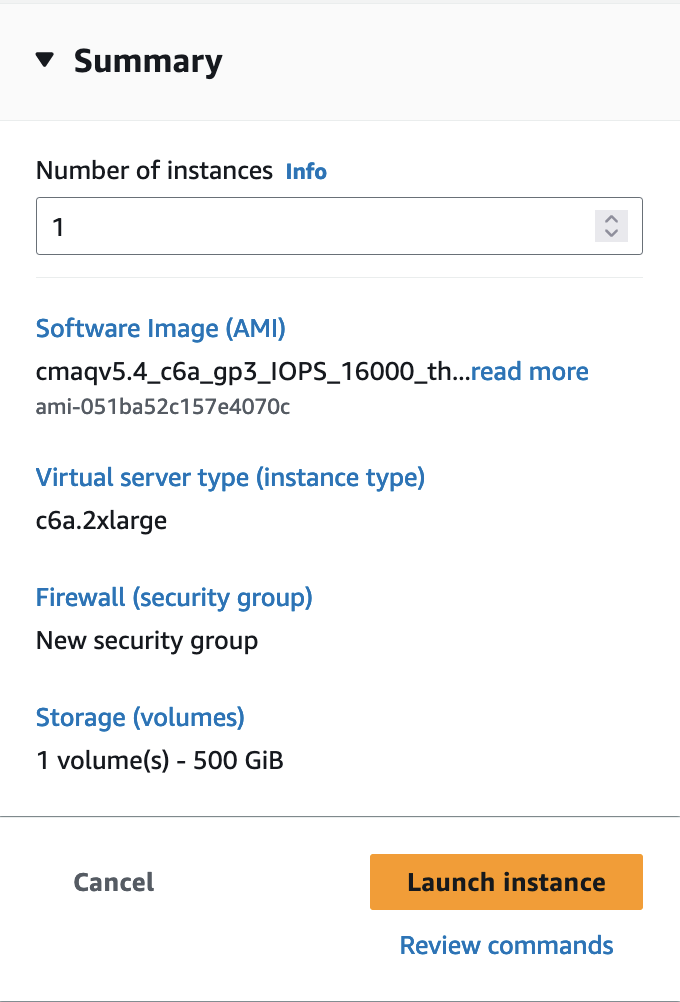 Summary
Number of instances Info
1
Software Image (AMI)
cmaqv5.4_c6a_gp3_IOPS_16000_th...read more
ami-051ba52c157e4070c
Virtual server type (instance type)
c6a.2xlarge
Firewall (security group)
New security group
Storage (volumes)
1 volume(s) - 500 GiB
Cancel
Launch instance
Review commands